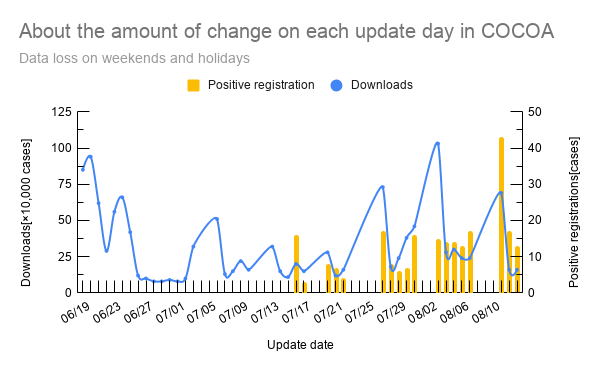 About the amount of change on each update day in COCOA
Data loss on weekends and holidays
Positive registration Downloads
Downloads[×10,000 cases]
125
100
75
50
25
0
50
40
30
20
10
0
Positive registrations[cases]
06/19 06/23 06/27 07/01 07/05 07/09 07/13 07/17 07/21 07/25 07/29 08/02 08/06 08/10
Update date